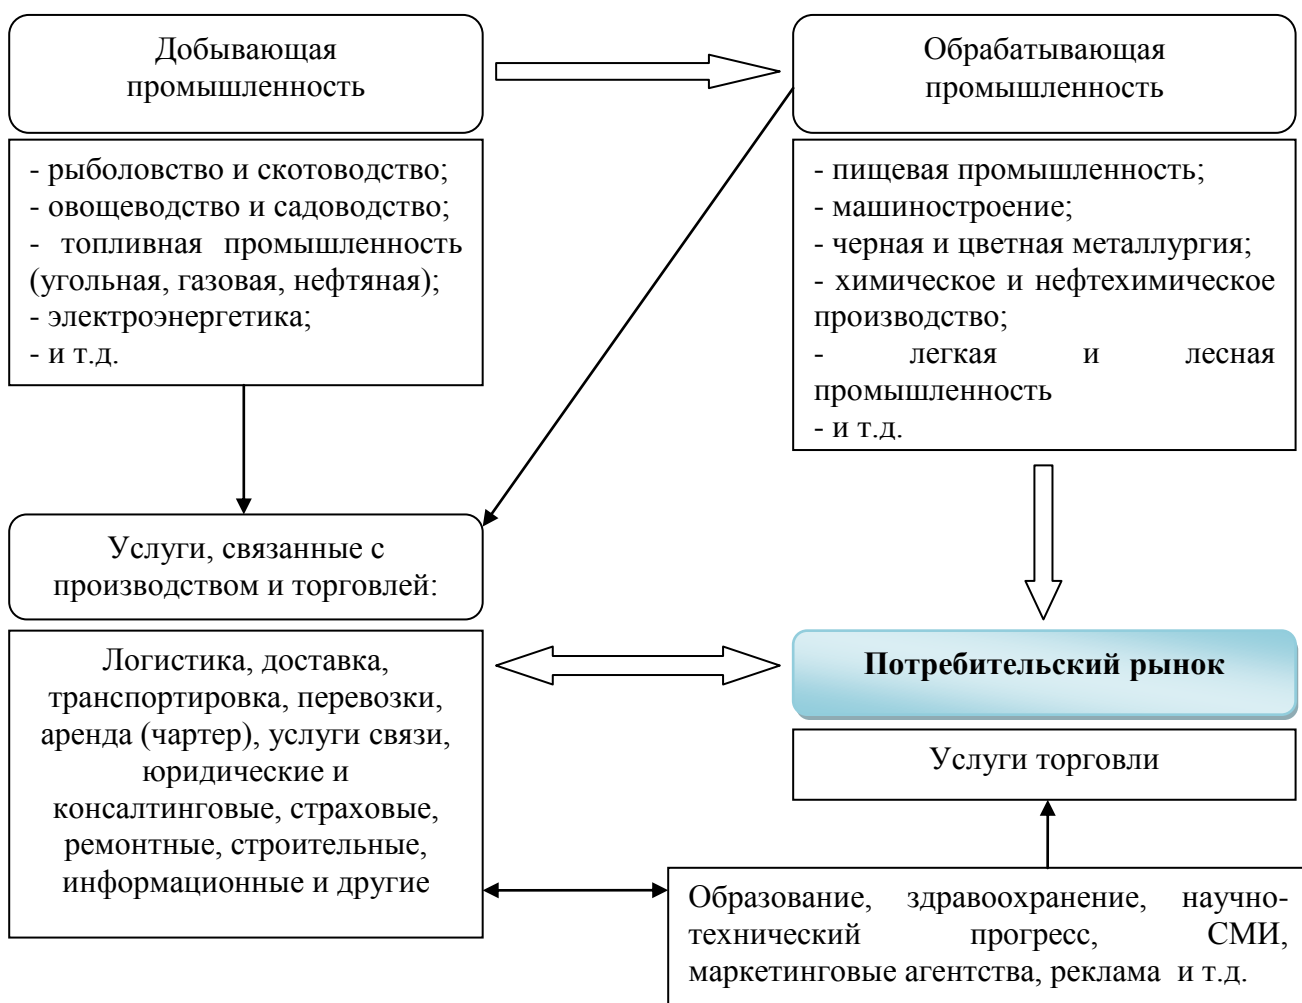 Добывающая
промышленность
Обрабатывающая
промышленность
- рыболовство и скотоводство;
- овощеводство и садоводство;
- топливная промышленность
(угольная, газовая, нефтяная);
- электроэнергетика;
- и т.д.
- пищевая промышленность;
- машиностроение;
- черная и цветная металлургия;
- химическое и нефтехимическое
производство;
- легкая и лесная
промышленность
- и т.д.
Услуги, связанные с
производством и торговлей:
Логистика, доставка,
транспортировка, перевозки,
аренда (чартер), услуги связи,
юридические и
консалтинговые, страховые,
ремонтные, строительные,
информационные и другие
Потребительский рынок
Услуги торговли
Образование, здравоохранение, научно-
технический прогресс, СМИ,
маркетинговые агентства, реклама и т.д.